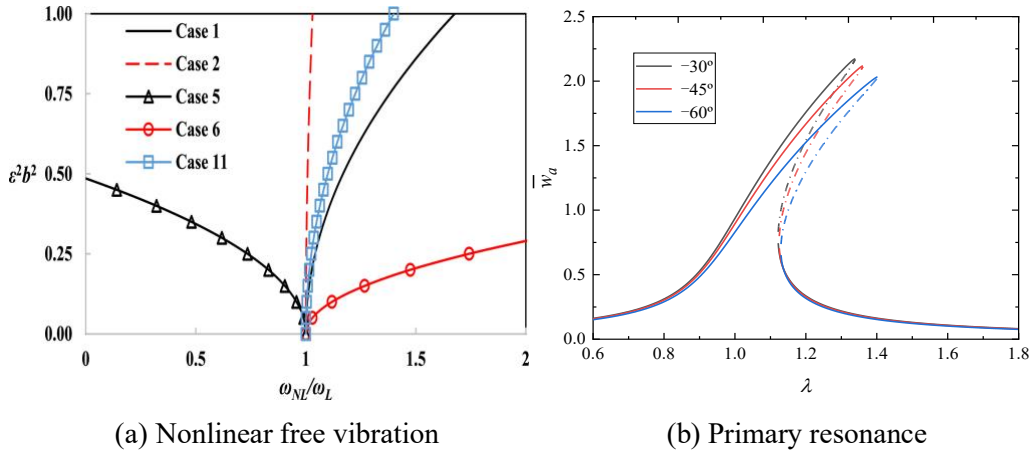 1.00
0.75
0.50
0.25
0.00
ε²b²
Case 1
Case 2
Case 5
Case 6
Case 11
0
0.5
1
1.5
2
ω_NL/ω_L
(a) Nonlinear free vibration
2.5
2.0
1.5
1.0
0.5
0.0
w̅_a
−30º
−45º
−60º
0.6
0.8
1.0
1.2
1.4
1.6
1.8
λ
(b) Primary resonance